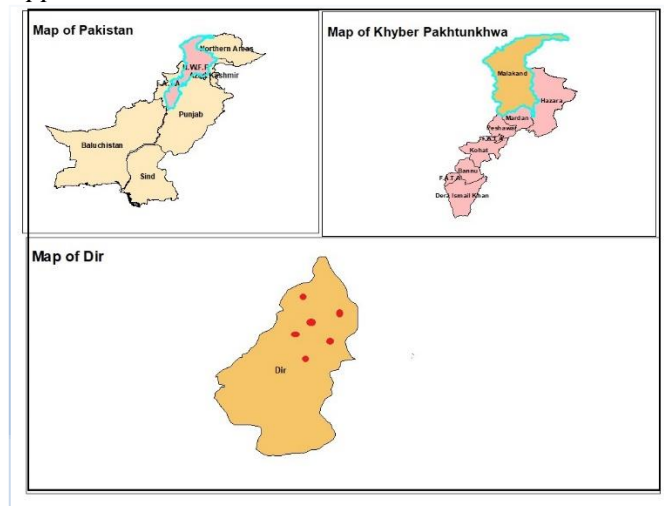 Map of Pakistan
Northern Areas
N.W.F.P
Azad Kashmir
F.A.T.A.
Punjab
Baluchistan
Sind
Map of Khyber Pakhtunkhwa
Malakand
Hazara
Mardan
Peshawar
F.A.T.A.
Kohat
Bannu
F.A.T.A.
Dera Ismail Khan
Map of Dir
Dir